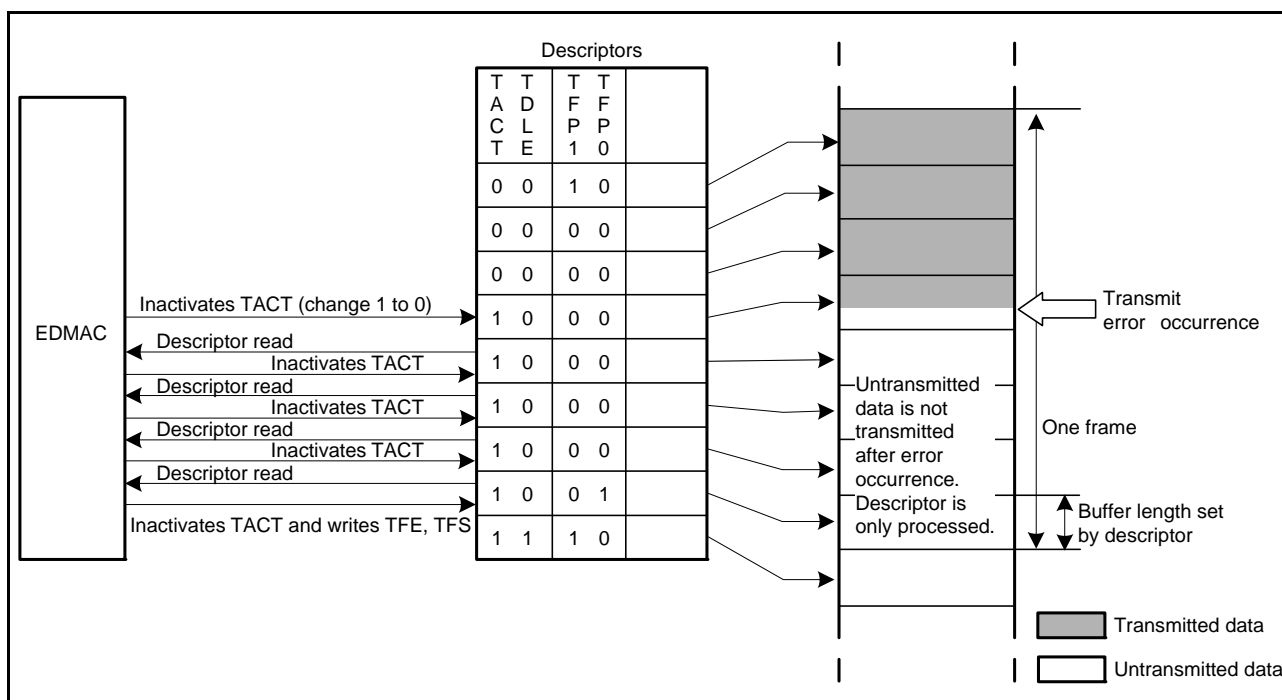 Descriptors
TACT TDLE TFP1 TFP0
0 0 1 0
0 0 0 0
0 0 0 0
1 0 0 0
1 0 0 0
1 0 0 0
1 0 0 0
1 0 0 1
1 1 1 0
EDMAC
Inactivates TACT (change 1 to 0)
Descriptor read
Inactivates TACT
Descriptor read
Inactivates TACT
Descriptor read
Inactivates TACT
Descriptor read
Inactivates TACT and writes TFE, TFS
Untransmitted
data is not
transmitted
after error
occurrence.
Descriptor is
only processed.
Transmit
error occurrence
One frame
Buffer length set
by descriptor
Transmitted data
Untransmitted data